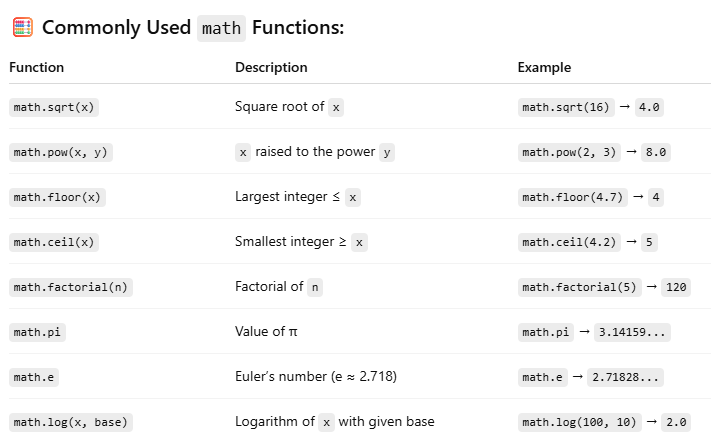 🧮 Commonly Used math Functions:
Function Description Example
math.sqrt(x) Square root of x math.sqrt(16) → 4.0
math.pow(x, y) x raised to the power y math.pow(2, 3) → 8.0
math.floor(x) Largest integer ≤ x math.floor(4.7) → 4
math.ceil(x) Smallest integer ≥ x math.ceil(4.2) → 5
math.factorial(n) Factorial of n math.factorial(5) → 120
math.pi Value of π math.pi → 3.14159...
math.e Euler’s number (e ≈ 2.718) math.e → 2.71828...
math.log(x, base) Logarithm of x with given base math.log(100, 10) → 2.0